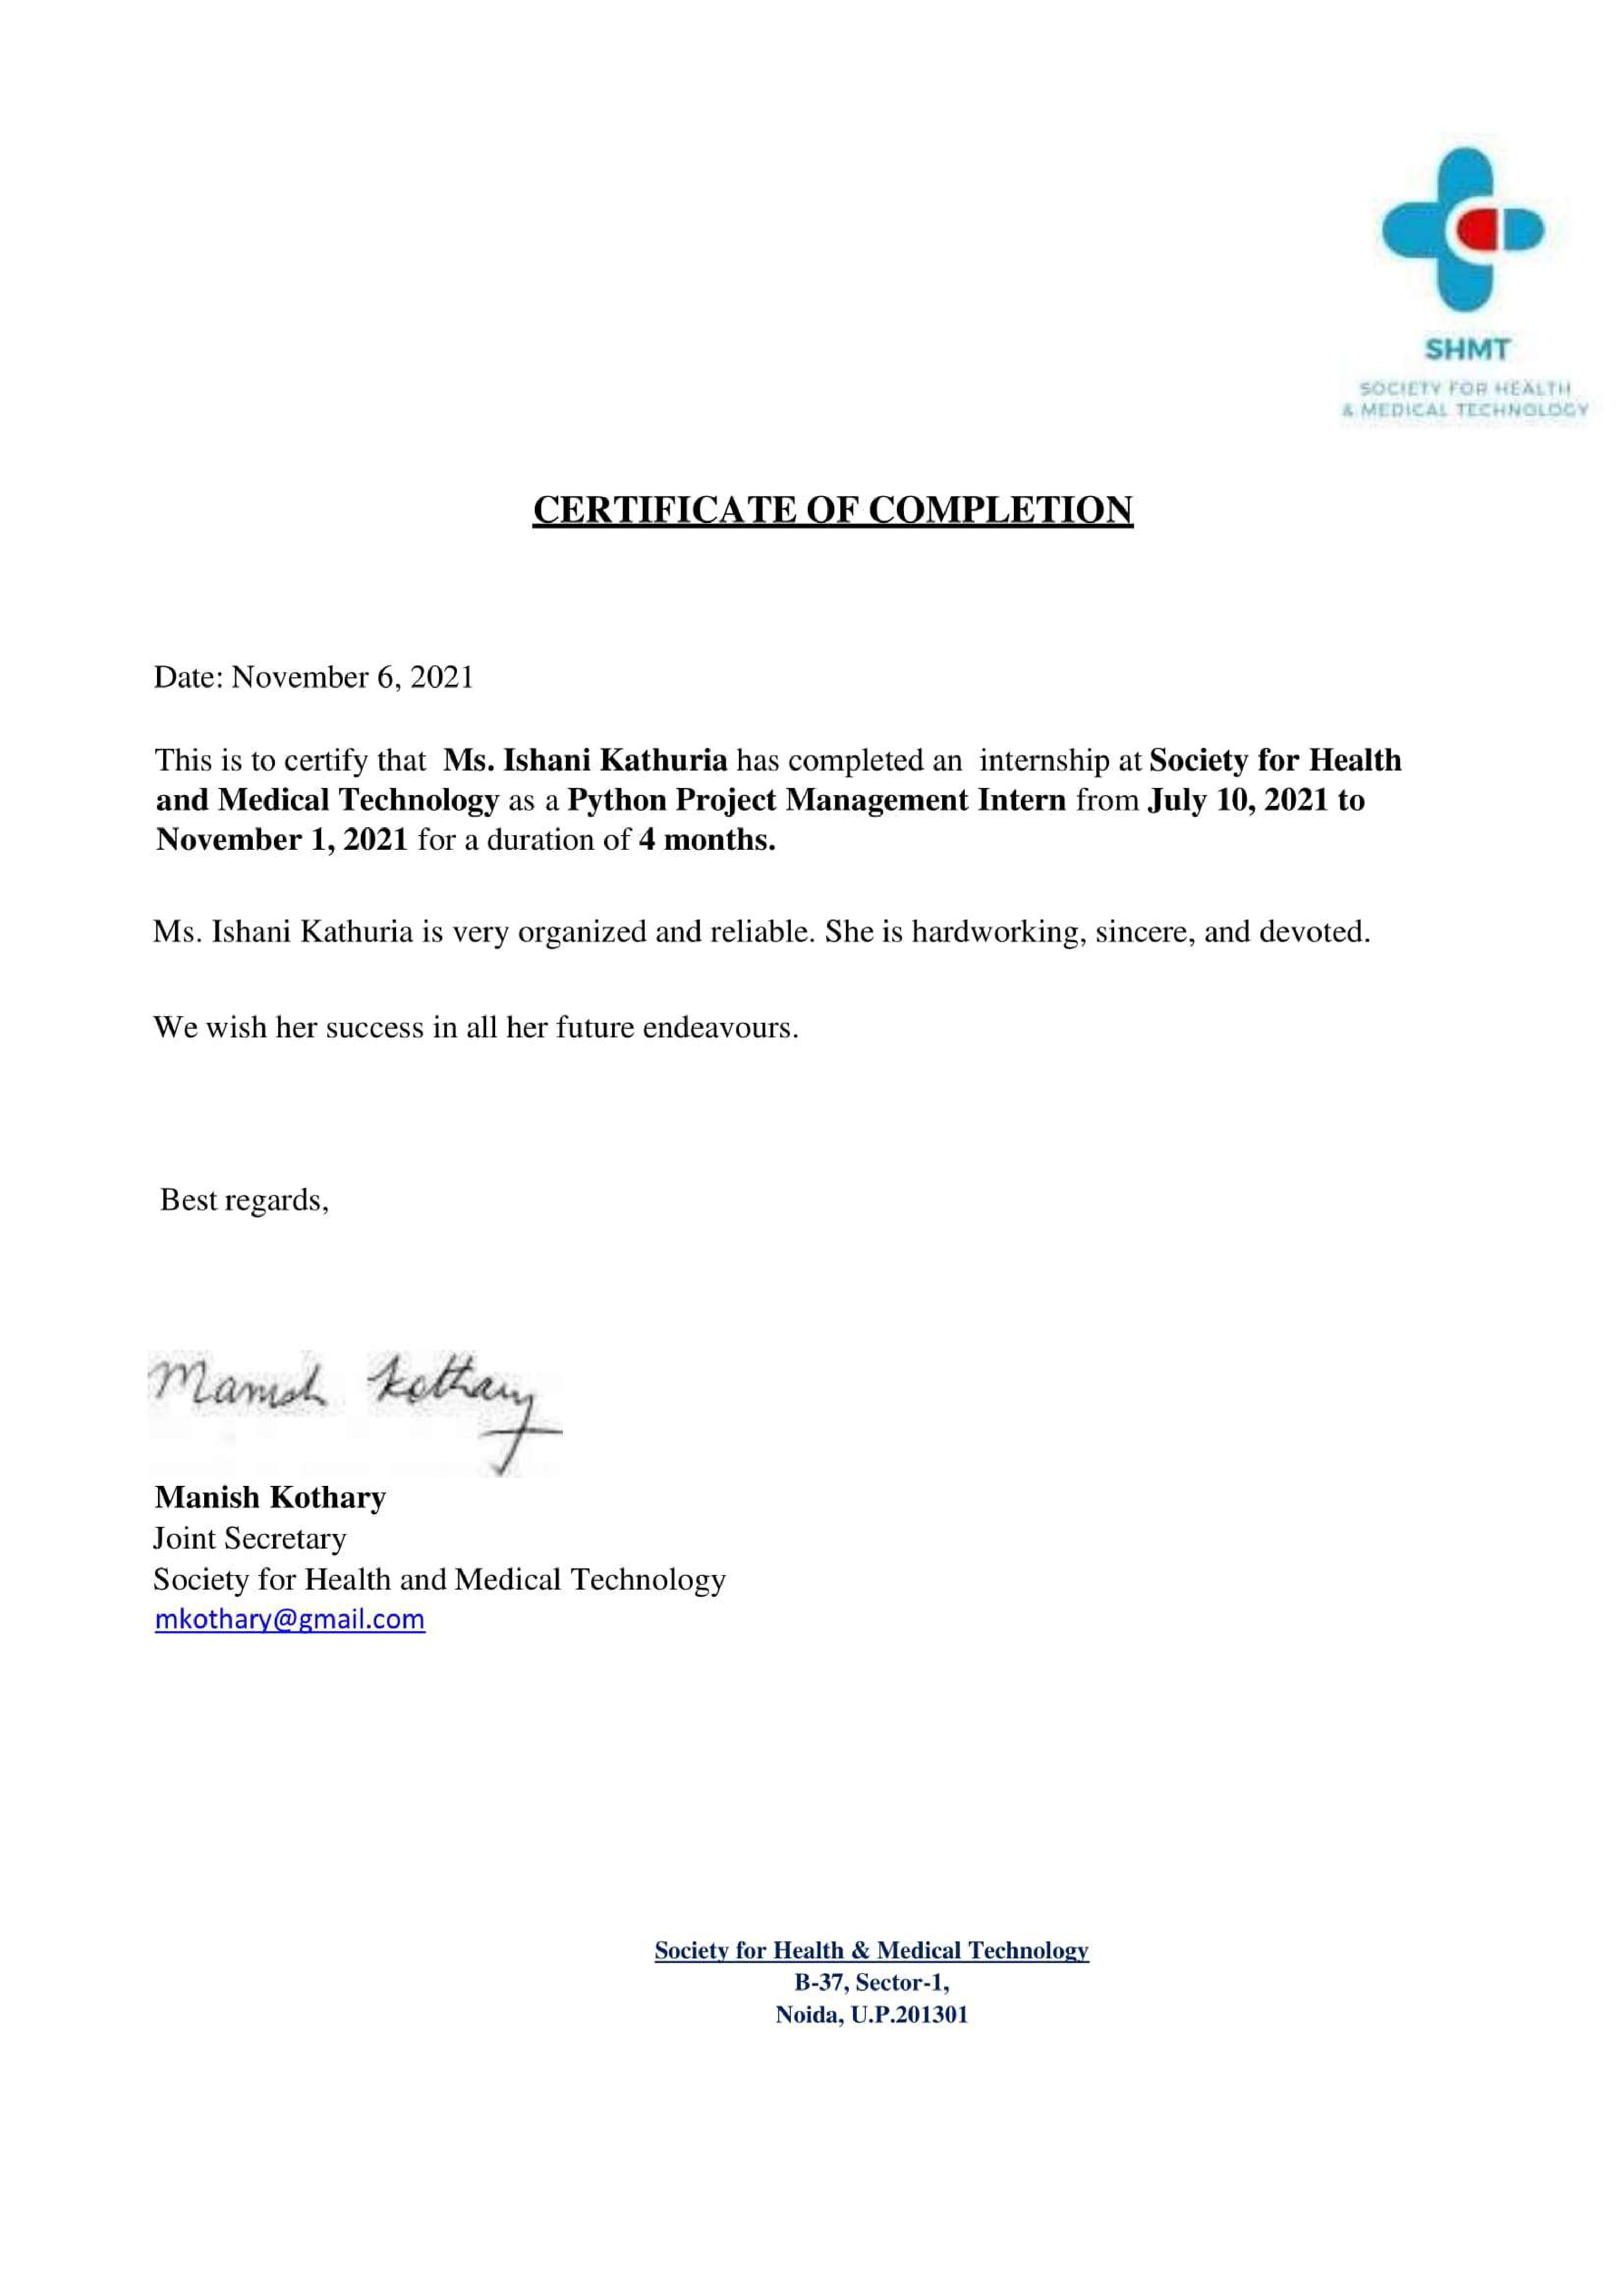 SHMT
SOCIETY FOR HEALTH
& MEDICAL TECHNOLOGY
CERTIFICATE OF COMPLETION
Date: November 6, 2021
This is to certify that  Ms. Ishani Kathuria has completed an  internship at Society for Health
and Medical Technology as a Python Project Management Intern from July 10, 2021 to
November 1, 2021 for a duration of 4 months.
Ms. Ishani Kathuria is very organized and reliable. She is hardworking, sincere, and devoted.
We wish her success in all her future endeavours.
Best regards,
Manish Kothary
Manish Kothary
Joint Secretary
Society for Health and Medical Technology
mkothary@gmail.com
Society for Health & Medical Technology
B-37, Sector-1,
Noida, U.P.201301